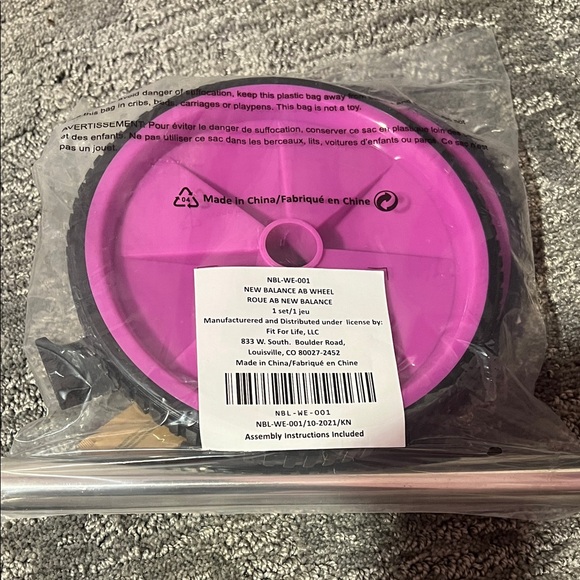 danger of suffocation, keep this plastic bag away
this bag in cribs, beds, carriages or playpens. This bag is not a toy.
AVERTISSEMENT: Pour éviter le danger de suffocation, conserver ce sac en plastique loin des
et des enfants. Ne pas utiliser ce sac dans les berceaux, lits, voitures d'enfants ou parcs. Ce sac n'est
pas un jouet.
04
Made in China/Fabriqué en Chine
NBL-WE-001
NEW BALANCE AB WHEEL
ROUE AB NEW BALANCE
1 set/1 jeu
Manufacturered and Distributed under license by:
Fit For Life, LLC
833 W. South. Boulder Road,
Louisville, CO 80027-2452
Made in China/Fabriqué en Chine
NBL-WE-001
NBL-WE-001/10-2021/KN
Assembly Instructions Included